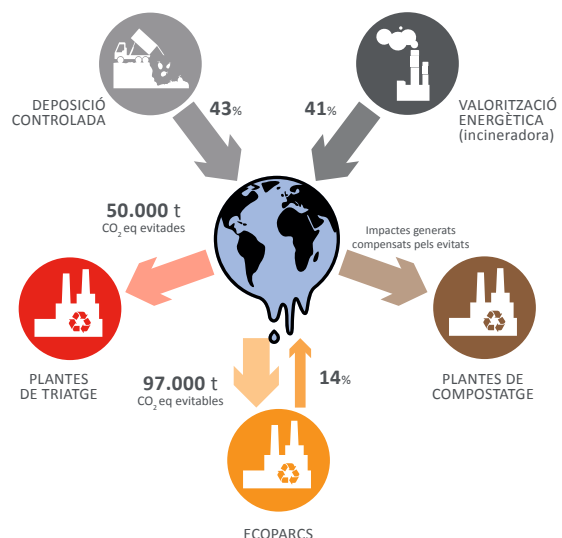 DEPOSICIÓ
CONTROLADA
43%
41%
VALORITZACIÓ
ENERGÈTICA
(incineradora)
50.000 t
CO2 eq evitades
Impactes generats
compensats pels evitats
PLANTES
DE TRIATGE
97.000 t
CO2 eq evitables
14%
PLANTES DE
COMPOSTATGE
ECOPARCS